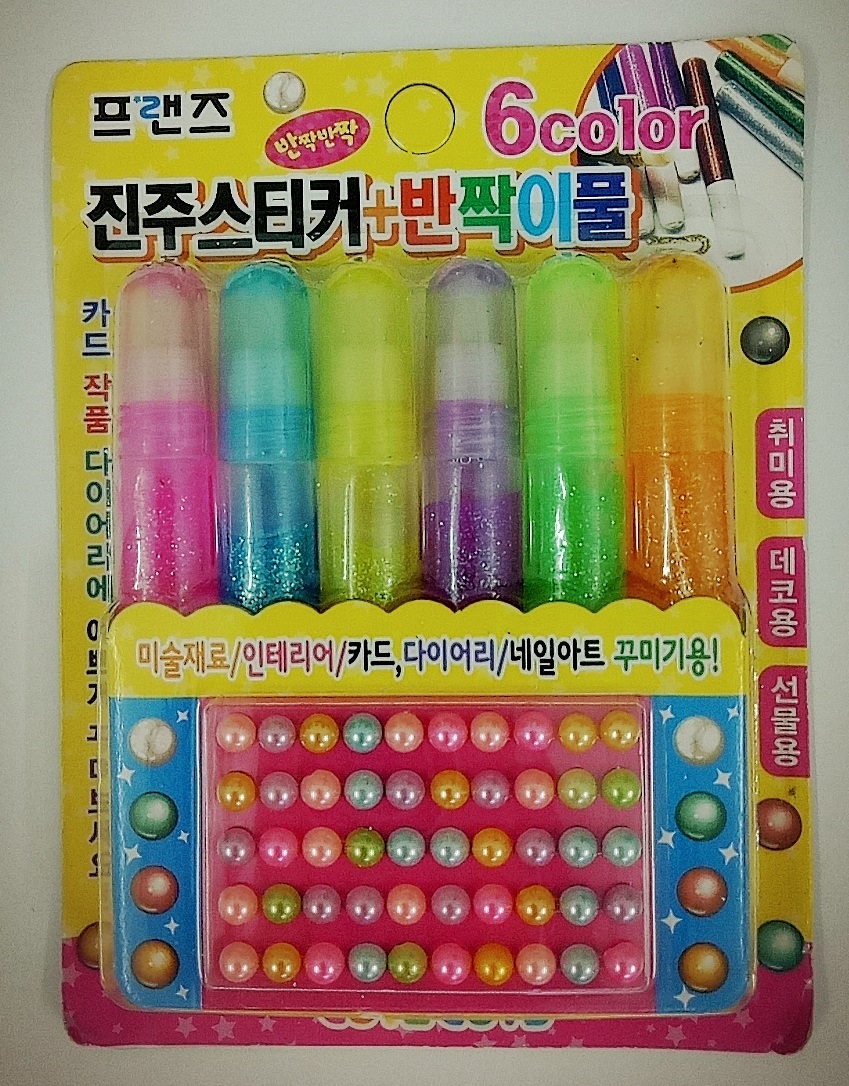 프랜즈
반짝반짝
6color
진주스티커+반짝이풀
카드 작품 다이어리에
취미용
데코용
선물용
미술재료/인테리어/카드,다이어리/네일아트 꾸미기용!